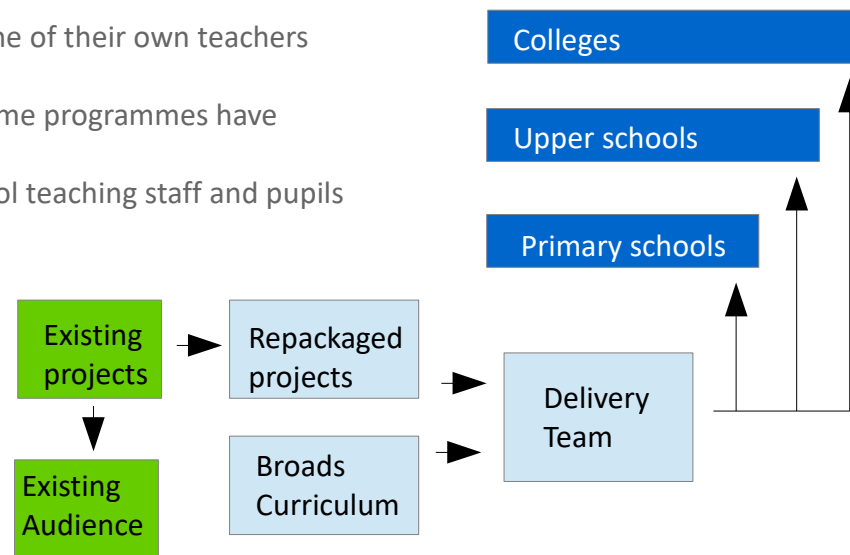 ne of their own teachers
me programmes have
ol teaching staff and pupils
Colleges
Upper schools
Primary schools
Existing
projects
Repackaged
projects
Delivery
Team
Broads
Curriculum
Existing
Audience